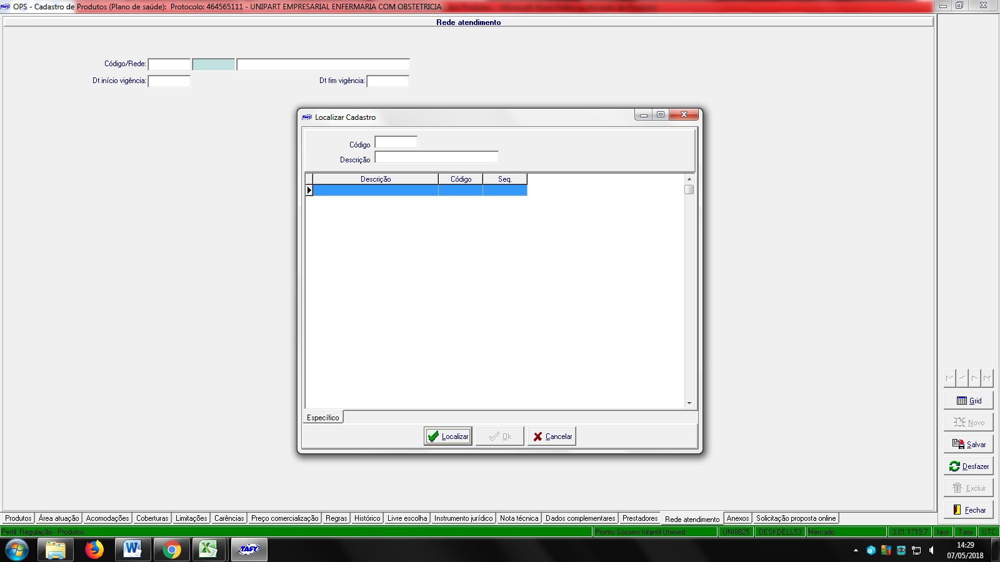 OPS - Cadastro de Produtos (Plano de saúde):  Protocolo: 464565111 - UNIPART EMPRESARIAL ENFERMARIA COM OBSTETRICIA
Rede atendimento
Código/Rede:
Dt início vigência:
Dt fim vigência:
TASY Localizar Cadastro
Código
Descrição
Descrição Código Seq.
Específico
Localizar Ok Cancelar
Grid
Novo
Salvar
Desfazer
Excluir
Fechar
Produtos Área atuação Acomodações Coberturas Limitações Carências Preço comercialização Regras Histórico Livre escolha Instrumento jurídico Nota técnica Dados complementares Prestadores Rede atendimento Anexos Solicitação proposta online
Perfil: Regulação - Produtos Pronto Socorro Infantil Unimed UNI8825 DESKDELL53 Mercado 3.01.1719.7 tasy Tasy UTC
TASY
14:29
07/05/2018